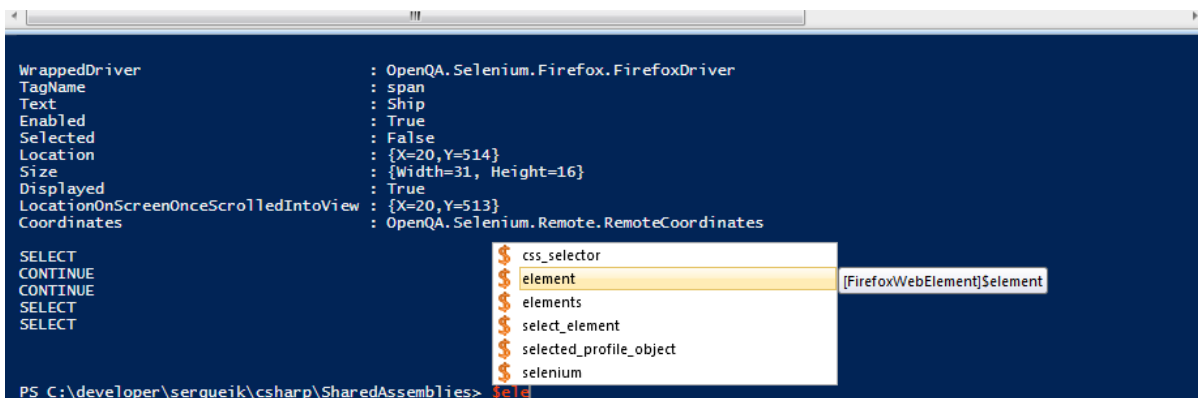 WrappedDriver : OpenQA.Selenium.Firefox.FirefoxDriver
TagName : span
Text : Ship
Enabled : True
Selected : False
Location : {X=20,Y=514}
Size : {Width=31, Height=16}
Displayed : True
LocationOnScreenOnceScrolledIntoView : {X=20,Y=513}
Coordinates : OpenQA.Selenium.Remote.RemoteCoordinates
SELECT
CONTINUE
CONTINUE
SELECT
SELECT
$ css_selector
$ element
[FirefoxWebElement]$element
$ elements
$ select_element
$ selected_profile_object
$ selenium
PS C:\developer\sergueik\csharp\SharedAssemblies> $ele